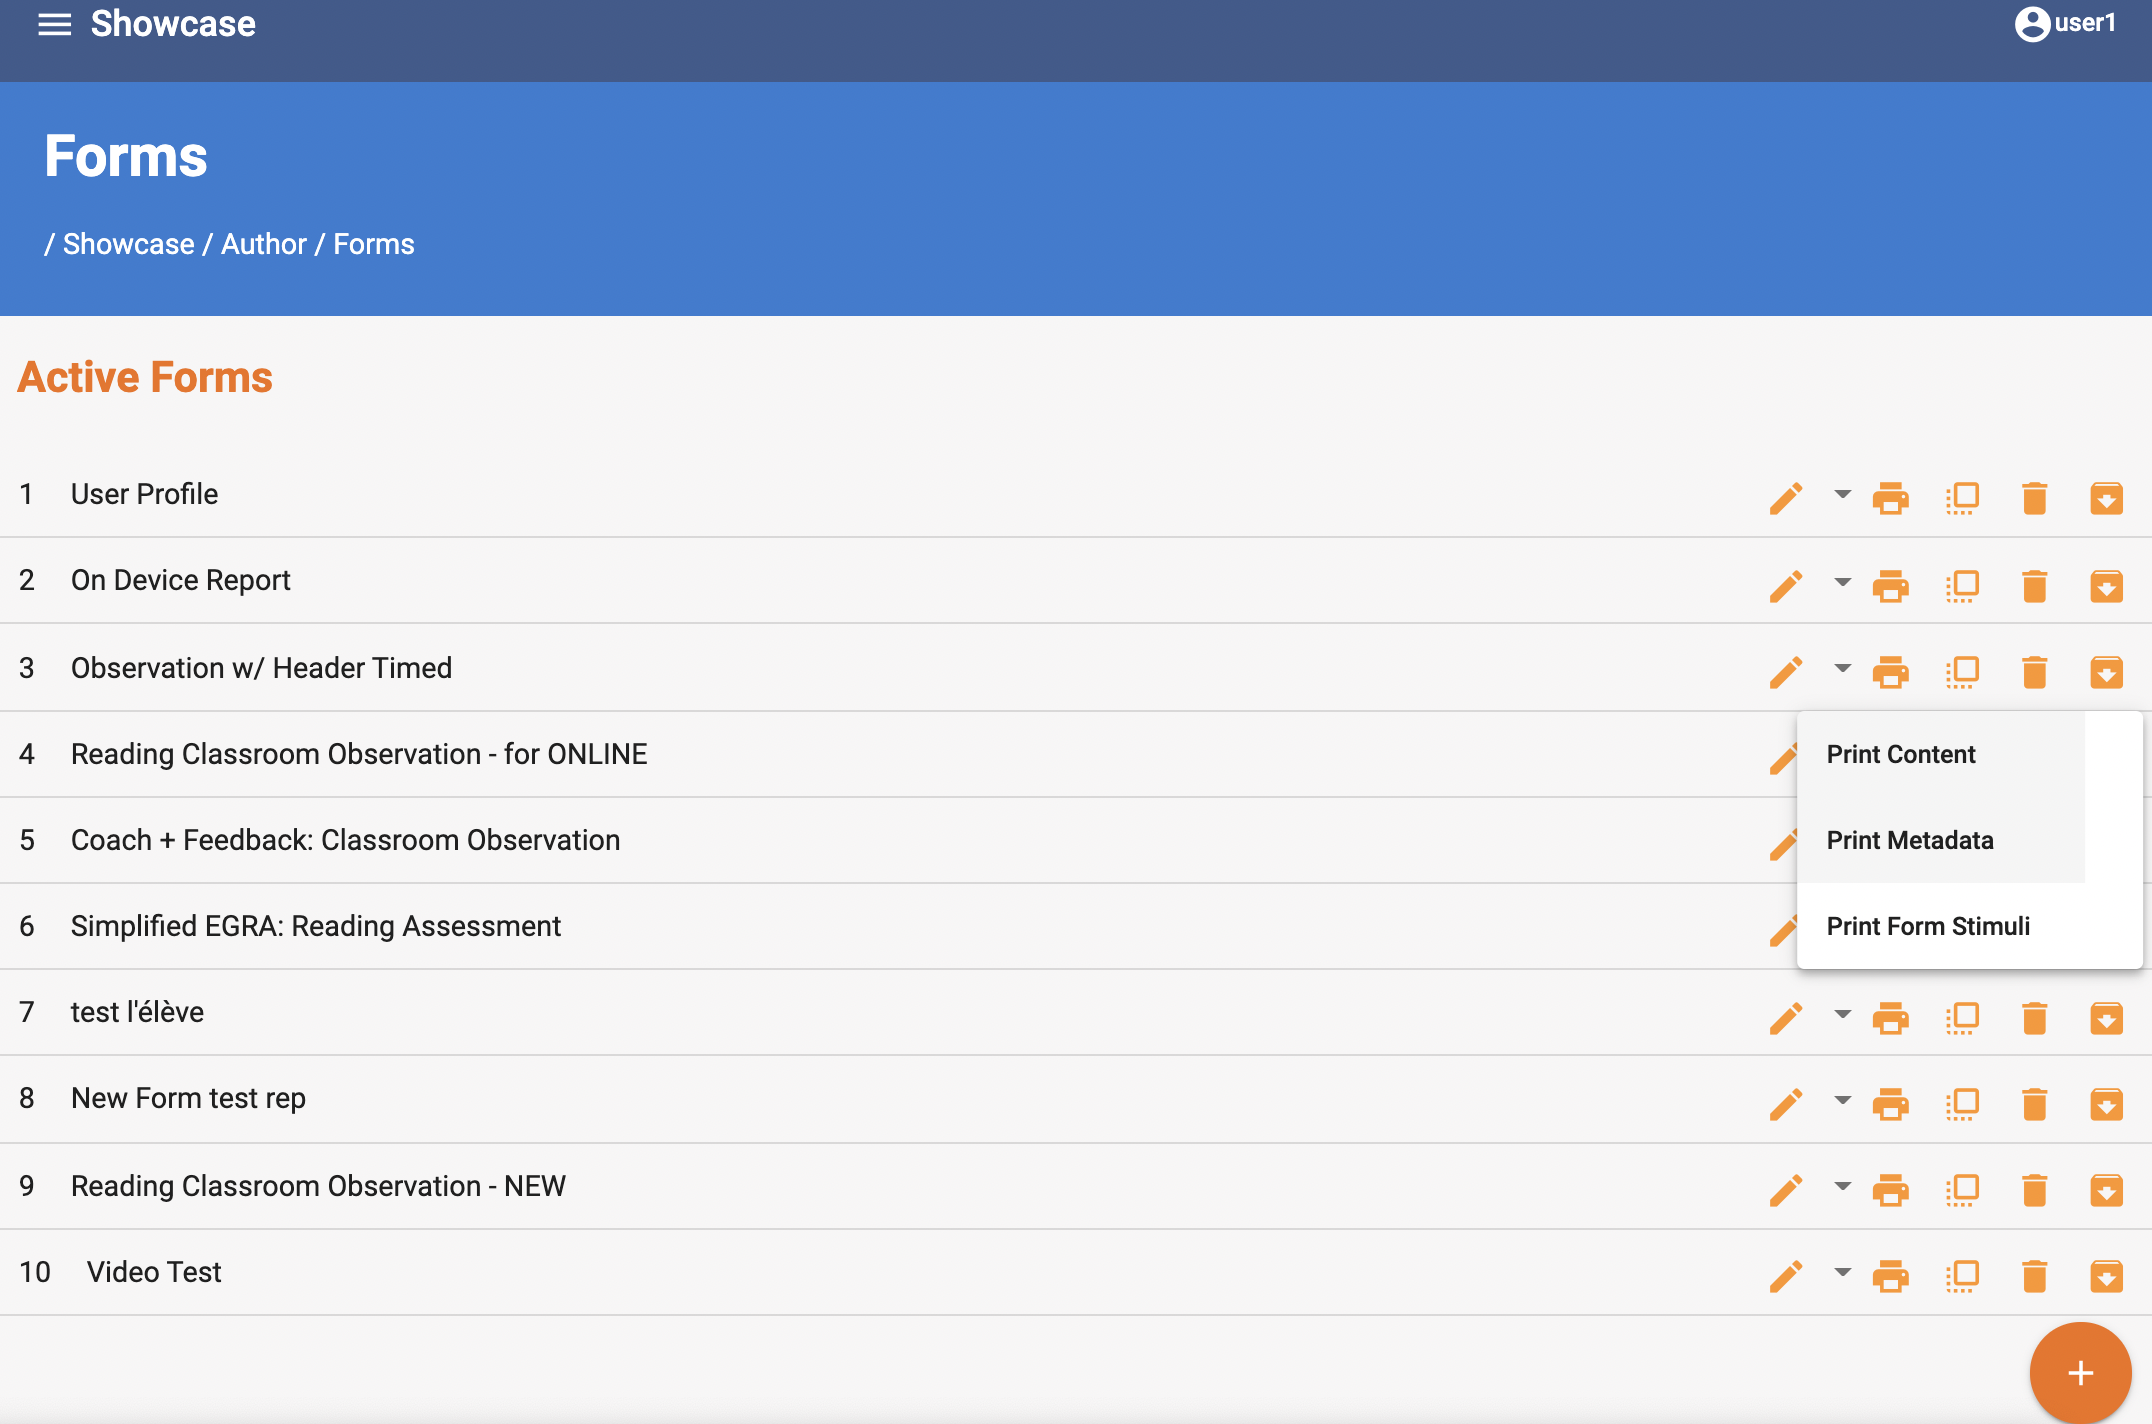 Showcase
user1
Forms
/ Showcase / Author / Forms
Active Forms
1 User Profile
2 On Device Report
3 Observation w/ Header Timed
4 Reading Classroom Observation - for ONLINE
Print Content
5 Coach + Feedback: Classroom Observation
Print Metadata
6 Simplified EGRA: Reading Assessment
Print Form Stimuli
7 test l'élève
8 New Form test rep
9 Reading Classroom Observation - NEW
10 Video Test